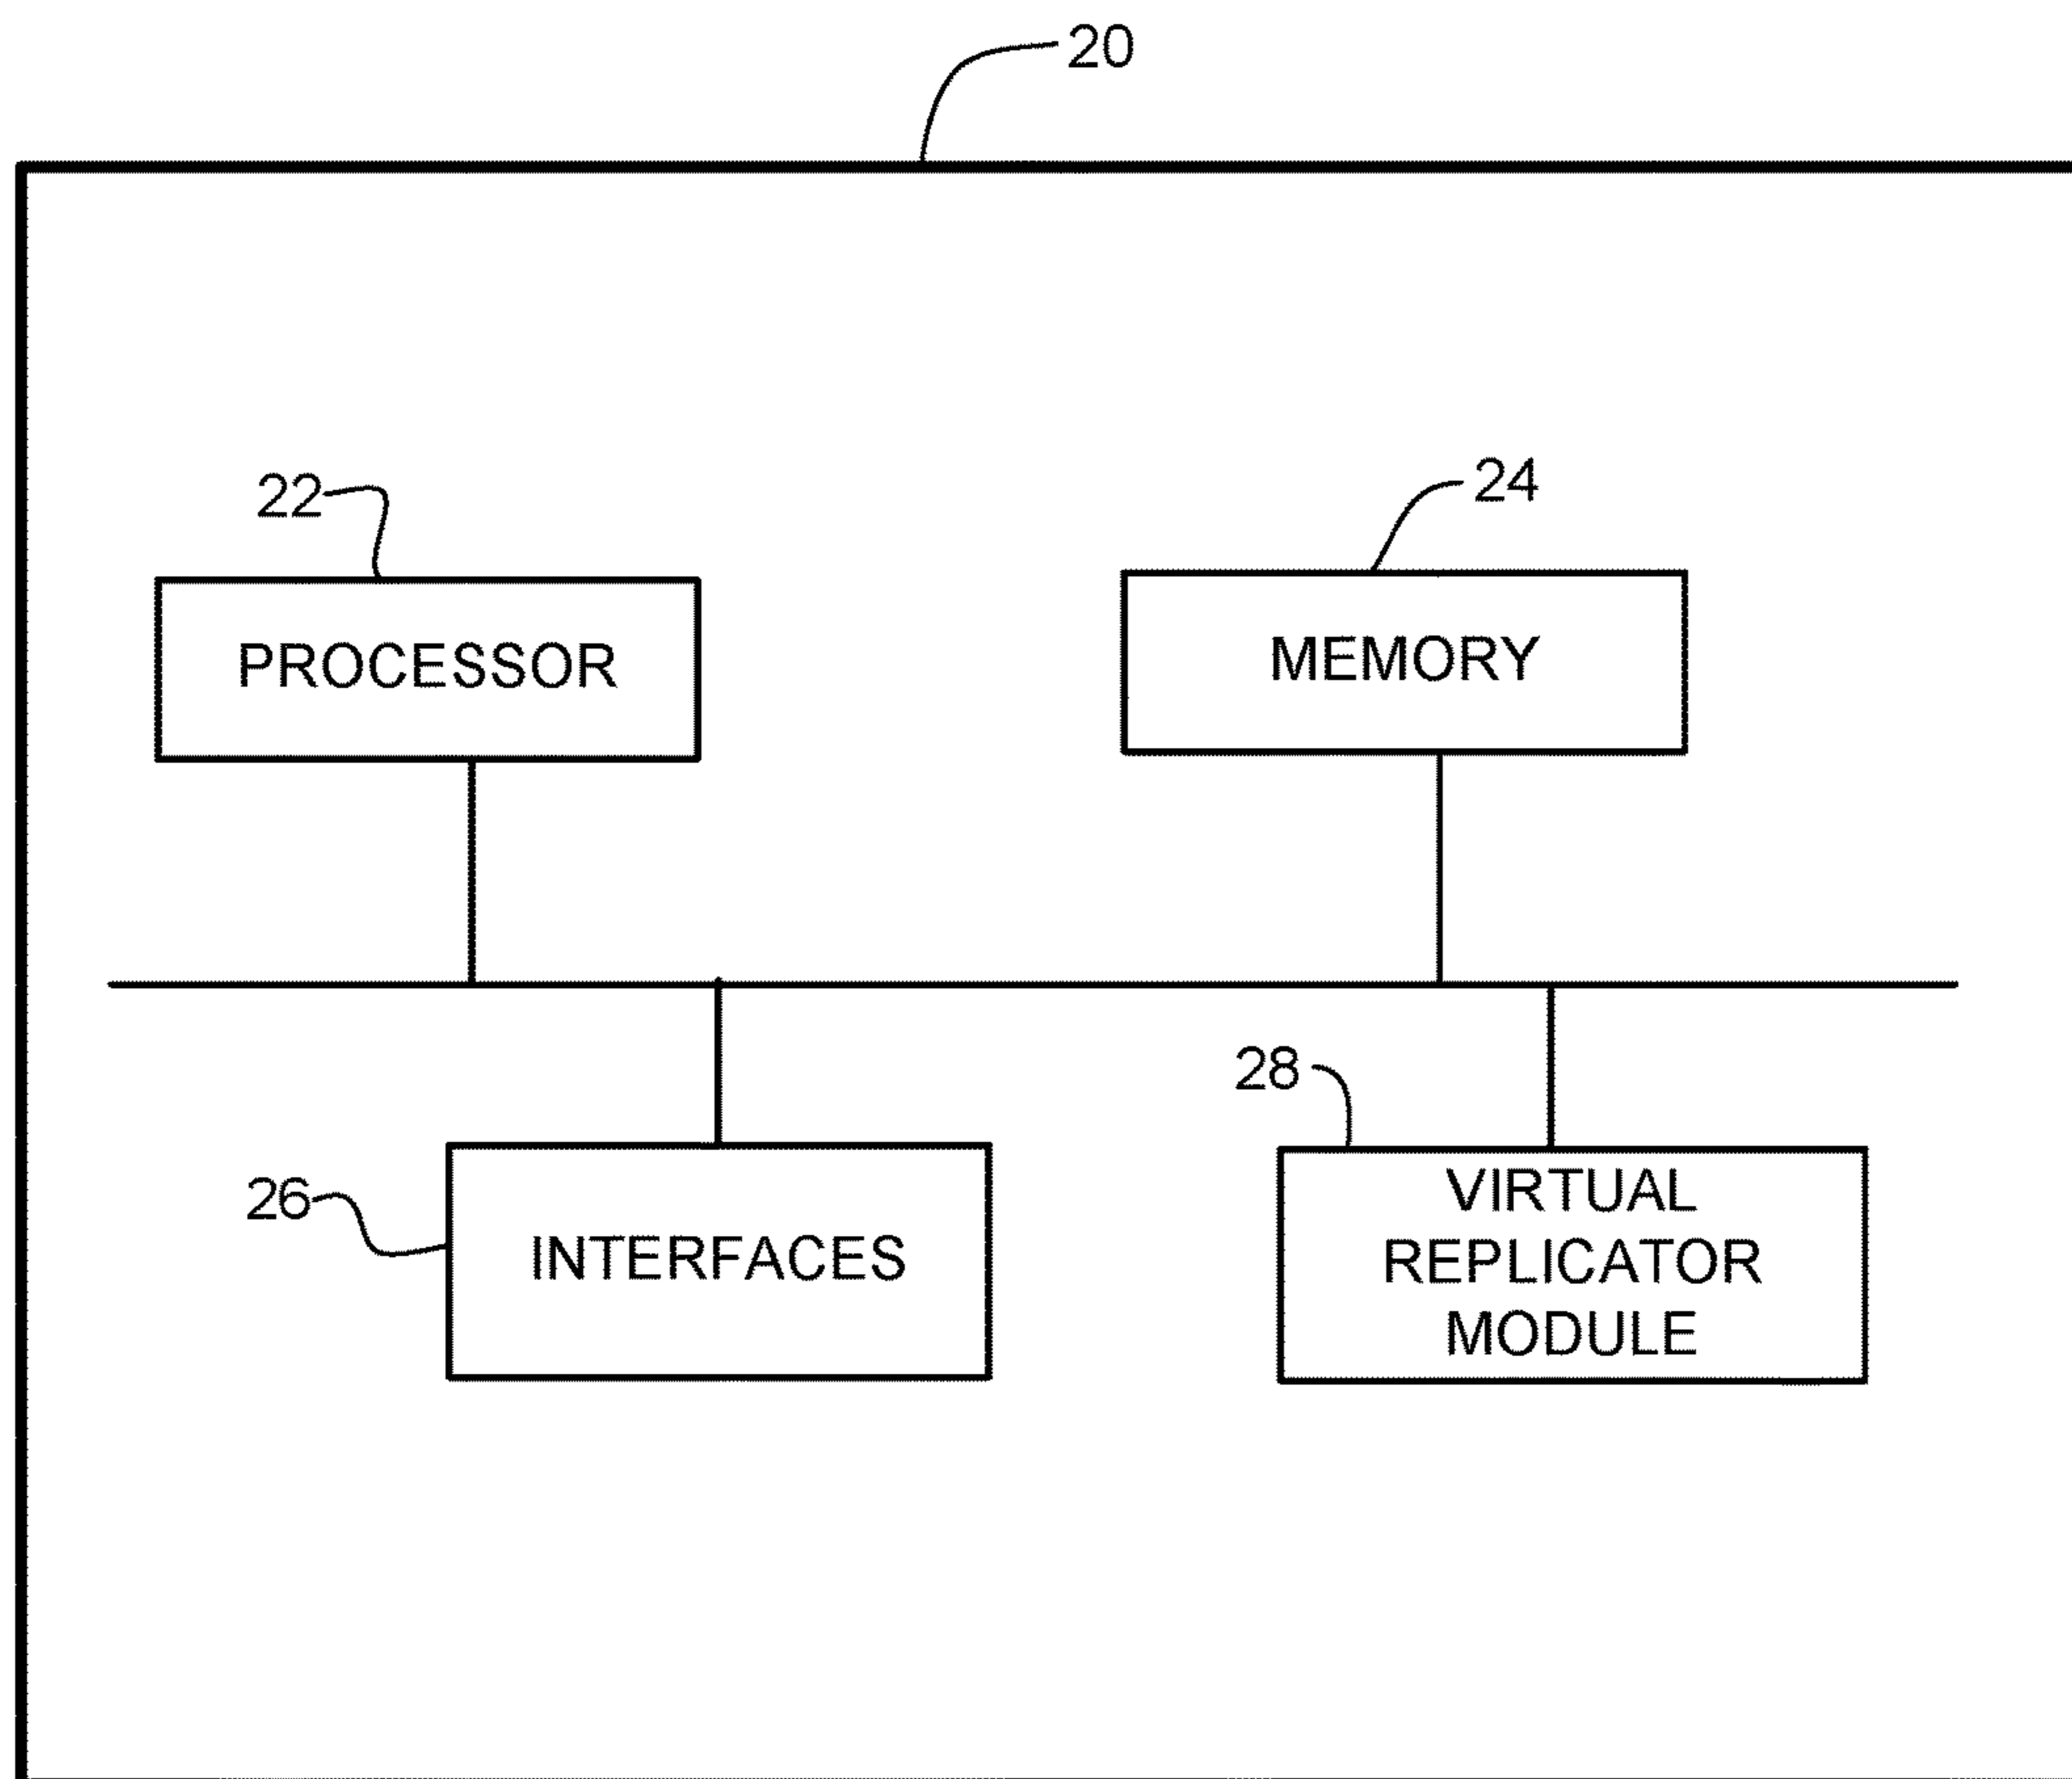 20
22
24
PROCESSOR
MEMORY
28
26
INTERFACES
VIRTUAL
REPLICATOR
MODULE